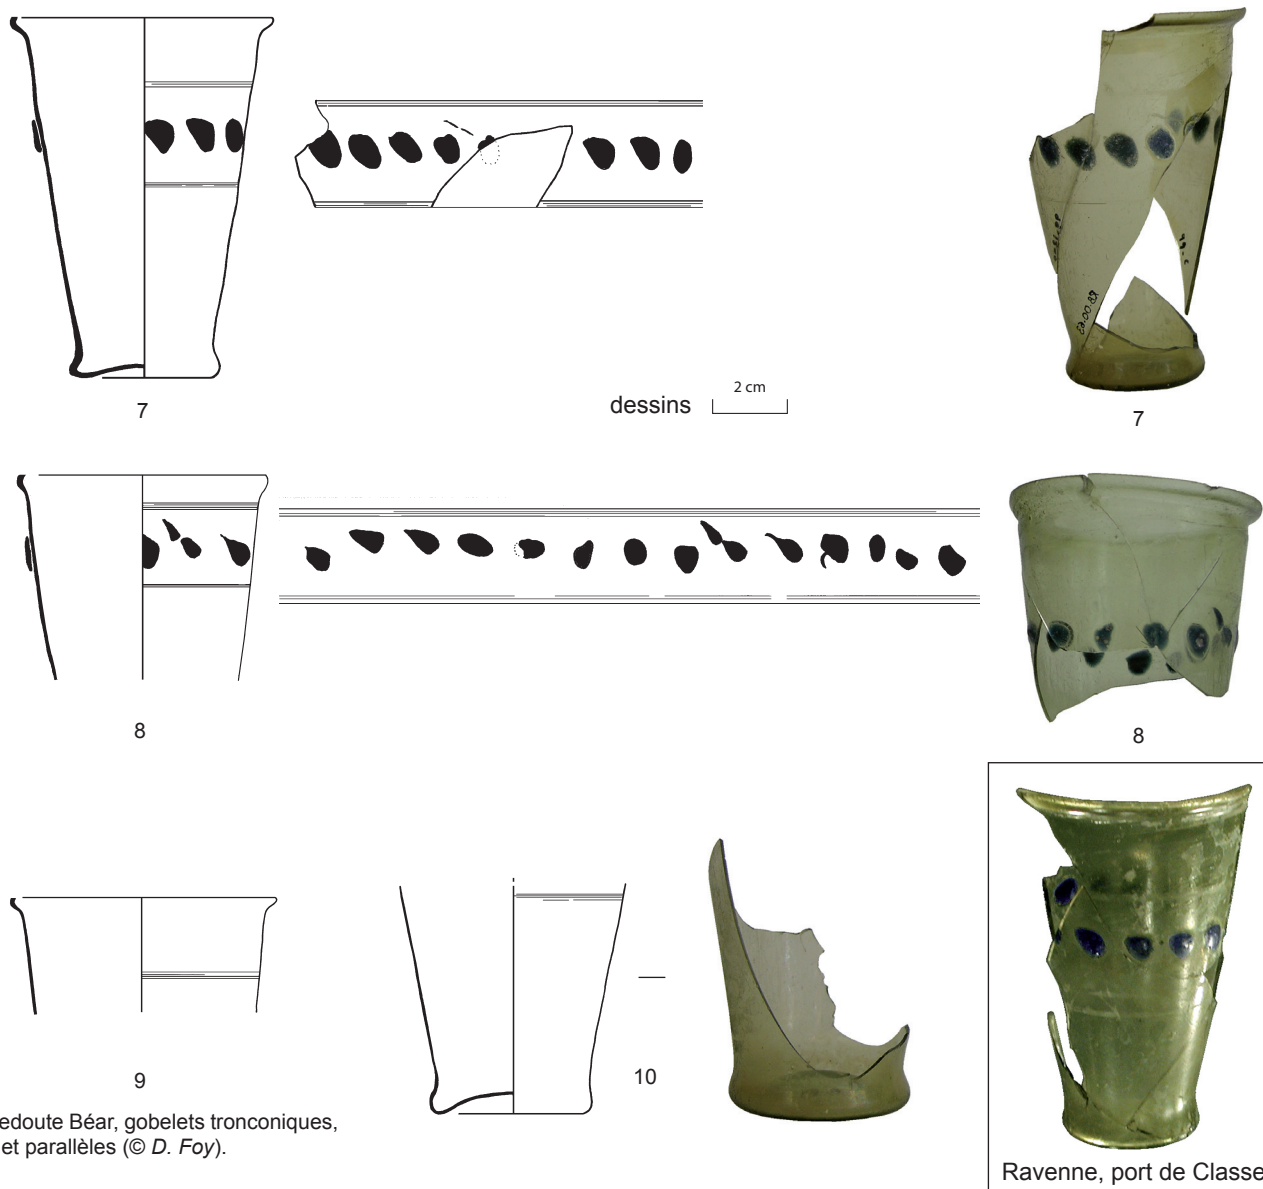 7
dessins
2 cm
7
8
8
9
10
edoute Béar, gobelets tronconiques,
et parallèles (© D. Foy).
Ravenne, port de Classe